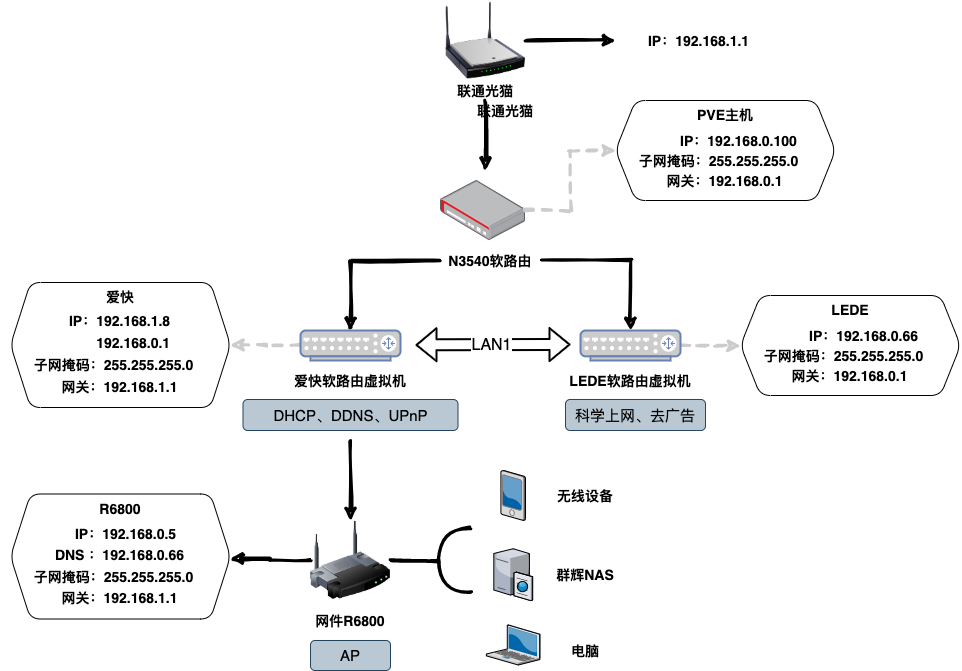 IP：192.168.1.1
联通光猫
联通光猫
PVE主机
IP：192.168.0.100
子网掩码：255.255.255.0
网关：192.168.0.1
N3540软路由
爱快
IP：192.168.1.8
192.168.0.1
子网掩码：255.255.255.0
网关：192.168.1.1
LAN1
LEDE
IP：192.168.0.66
子网掩码：255.255.255.0
网关：192.168.0.1
爱快软路由虚拟机
LEDE软路由虚拟机
DHCP、DDNS、UPnP
科学上网、去广告
R6800
IP：192.168.0.5
DNS：192.168.0.66
子网掩码：255.255.255.0
网关：192.168.1.1
无线设备
群辉NAS
网件R6800
AP
电脑